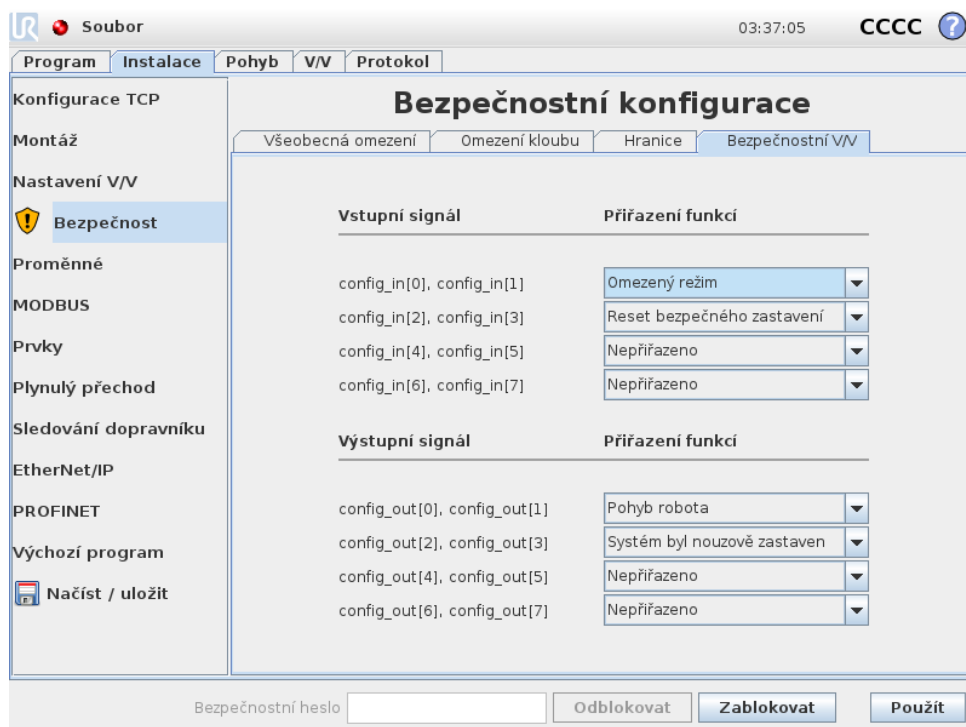 UR Soubor 03:37:05 CCCC ?
Program Instalace Pohyb V/V Protokol
Konfigurace TCP
Montáž
Nastavení V/V
Bezpečnost
Proměnné
MODBUS
Prvky
Plynulý přechod
Sledování dopravníku
EtherNet/IP
PROFINET
Výchozí program
Načíst / uložit
Bezpečnostní konfigurace
Všeobecná omezení Omezení kloubu Hranice Bezpečnostní V/V
Vstupní signál Přiřazení funkcí
config_in[0], config_in[1] Omezený režim
config_in[2], config_in[3] Reset bezpečného zastavení
config_in[4], config_in[5] Nepřiřazeno
config_in[6], config_in[7] Nepřiřazeno
Výstupní signál Přiřazení funkcí
config_out[0], config_out[1] Pohyb robota
config_out[2], config_out[3] Systém byl nouzově zastaven
config_out[4], config_out[5] Nepřiřazeno
config_out[6], config_out[7] Nepřiřazeno
Bezpečnostní heslo Odblokovat Zablokovat Použít